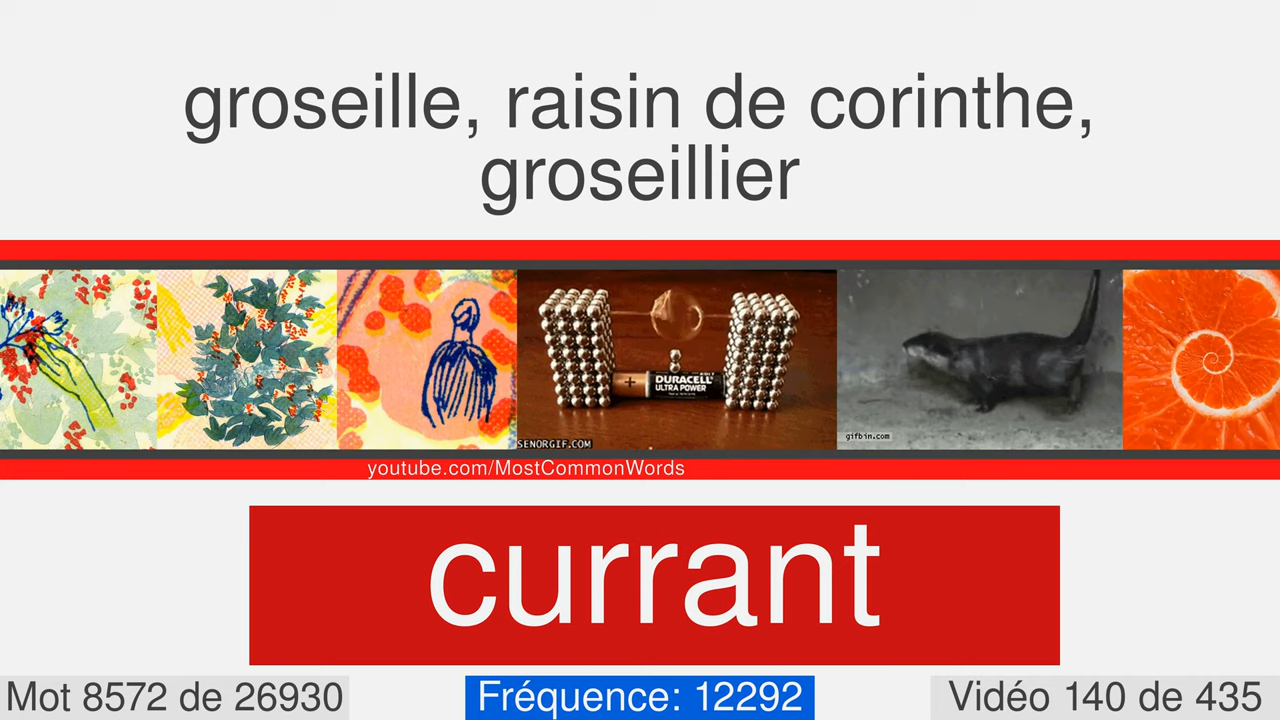 groseille, raisin de corinthe,
groseillier
+ DURACELL
ULTRA POWER
SENORGIF.COM
gifbin.com
youtube.com/MostCommonWords
currant
Mot 8572 de 26930
Fréquence: 12292
Vidéo 140 de 435